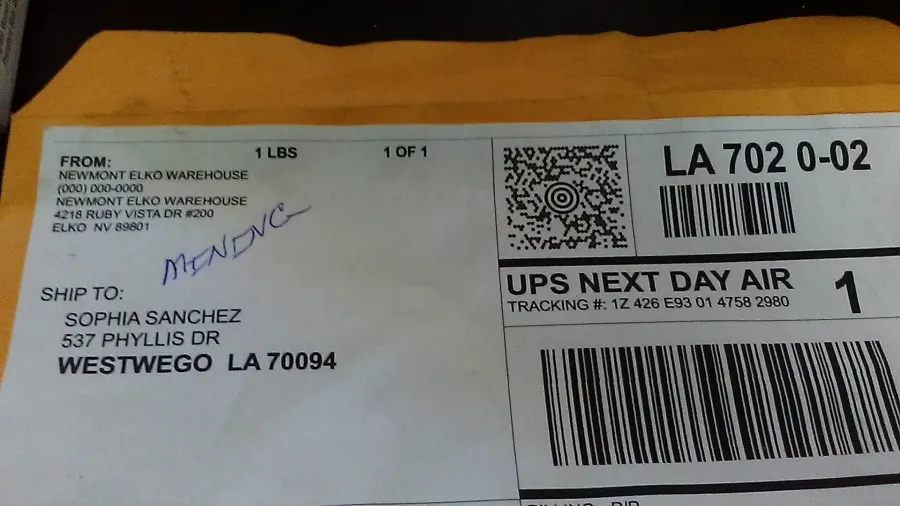 1 LBS 1 OF 1
FROM:
NEWMONT ELKO WAREHOUSE
(000) 000-0000
NEWMONT ELKO WAREHOUSE
4218 RUBY VISTA DR #200
ELKO NV 89801
MINING
SHIP TO:
SOPHIA SANCHEZ
537 PHYLLIS DR
WESTWEGO LA 70094
LA 702 0-02
UPS NEXT DAY AIR 1
TRACKING #: 1Z 426 E93 01 4758 2980
BILLING: P/P